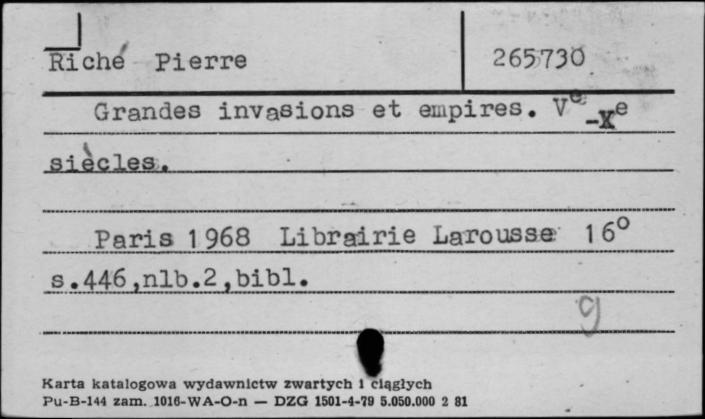 Riché Pierre 265730
Grandes invasions et empires. Vᵉ-Xᵉ
siècles.
Paris 1968 Librairie Larousse 16°
s.446,nlb.2,bibl.
g
Karta katalogowa wydawnictw zwartych i ciągłych
Pu-B-144 zam. 1016-WA-O-n — DZG 1501-4-79 5.050.000 2 81